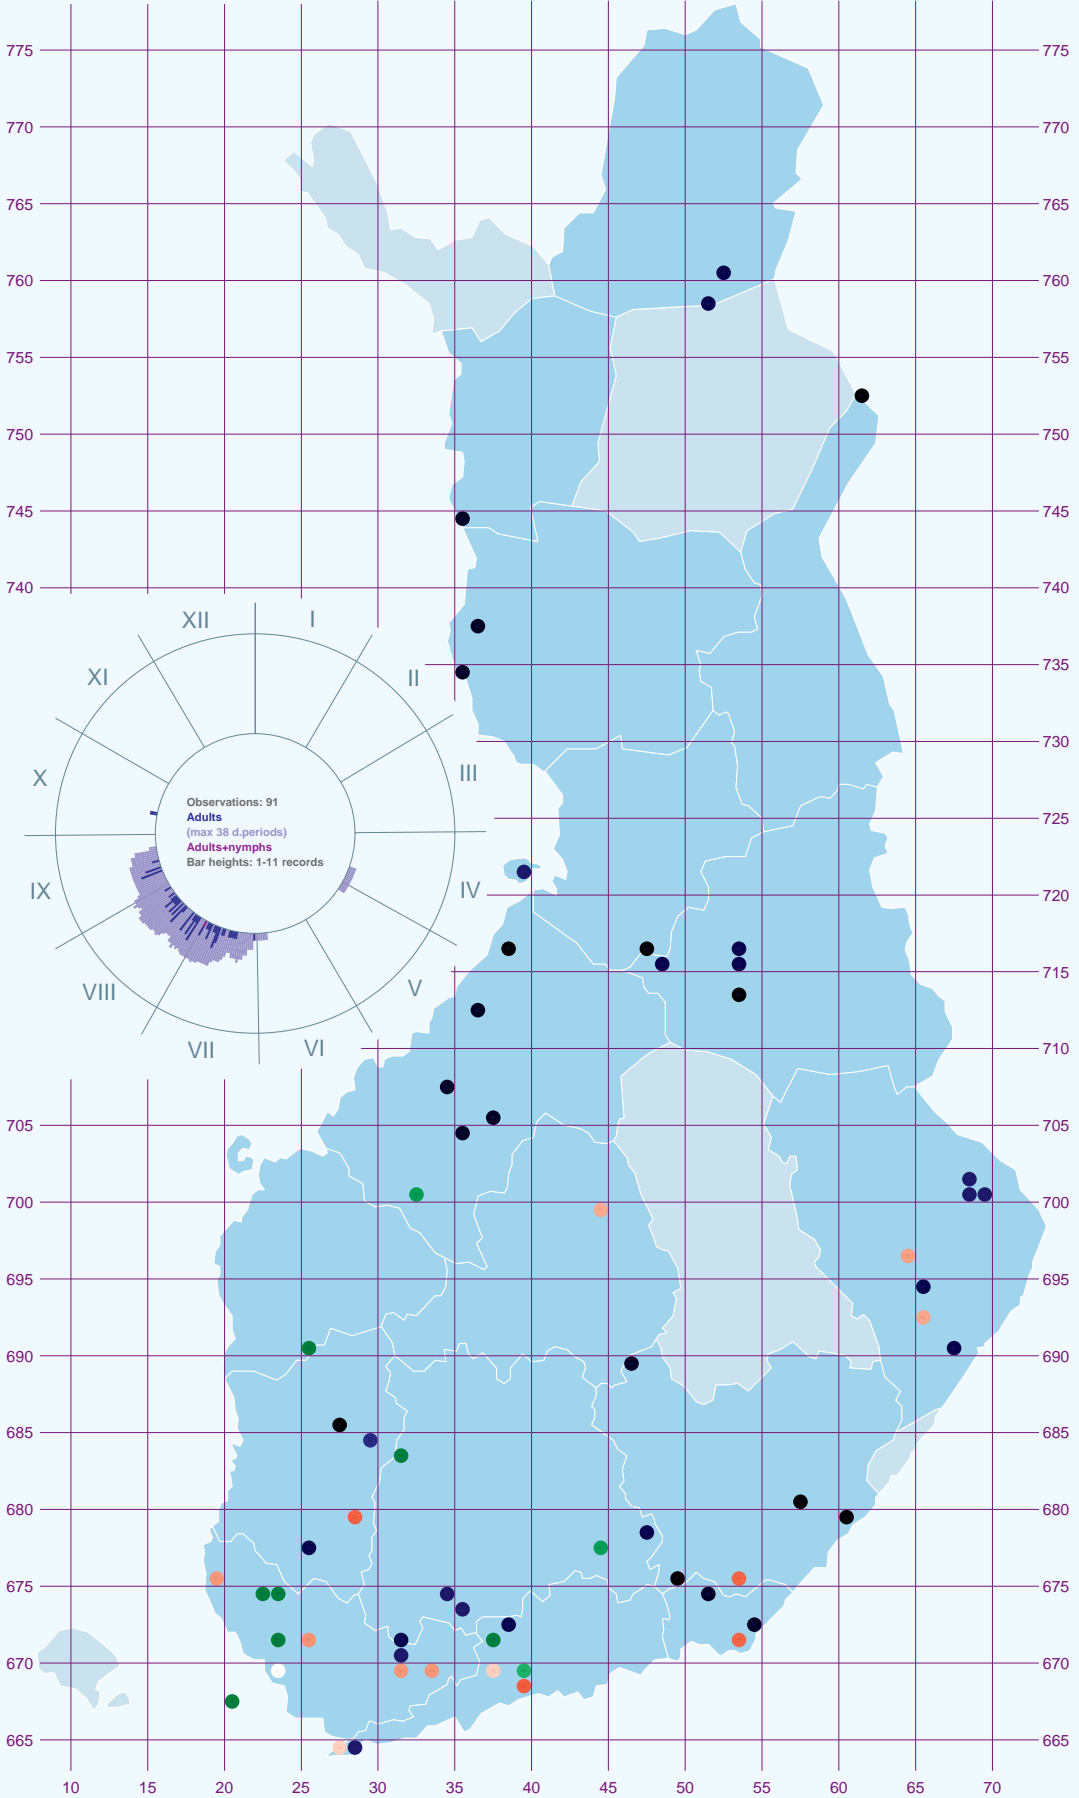 775 775
770 770
765 765
760 760
755 755
750 750
745 745
740 740
XII I
XI II
735
730
X III
Observations: 91
Adults
(max 38 d.periods)
Adults+nymphs
Bar heights: 1-11 records
725
IX IV
720
715
VIII V
VII VI
710
705 705
700 700
695 695
690 690
685 685
680 680
675 675
670 670
665 665
10 15 20 25 30 35 40 45 50 55 60 65 70